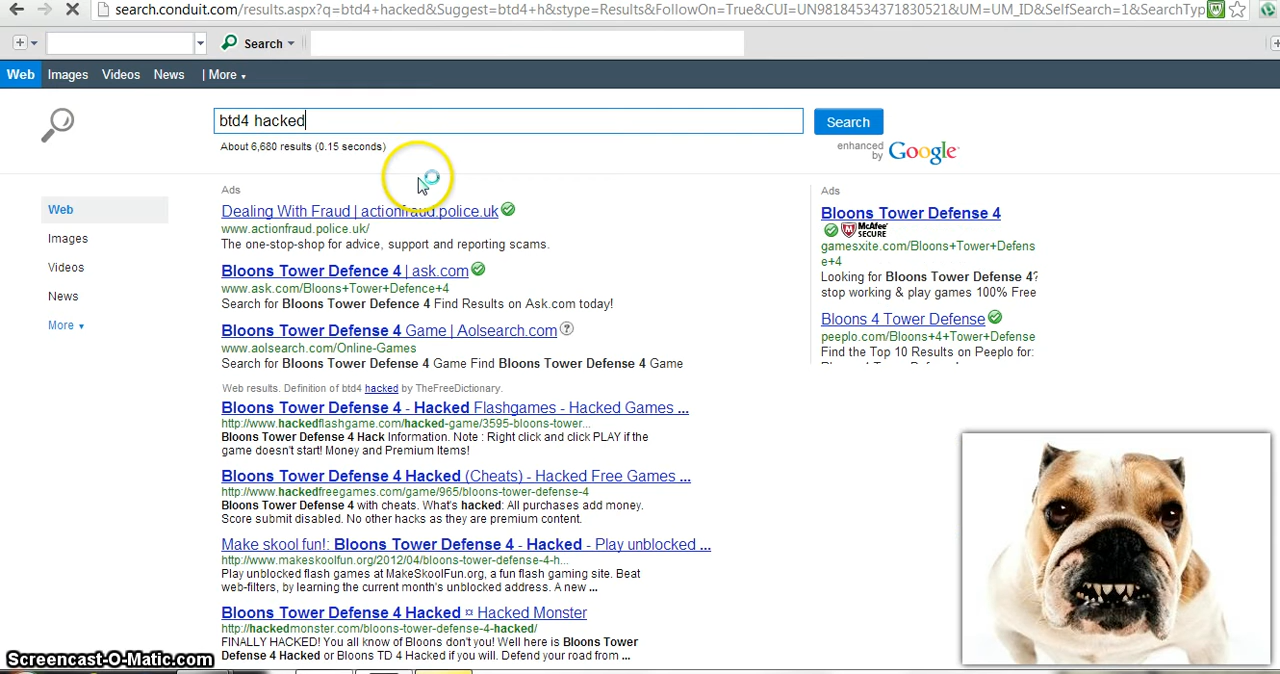 search.conduit.com/results.aspx?q=btd4+hacked&Suggest=btd4+h&stype=Results&FollowOn=True&CUI=UN98184534371830521&UM=UM_ID&SelfSearch=1&SearchTyp
Search
Web Images Videos News | More
btd4 hacked
Search
About 6,680 results (0.15 seconds)
enhanced by Google
Web
Images
Videos
News
More
Ads
Dealing With Fraud | actionfraud.police.uk
www.actionfraud.police.uk/
The one-stop-shop for advice, support and reporting scams.
Bloons Tower Defence 4 | ask.com
www.ask.com/Bloons+Tower+Defence+4
Search for Bloons Tower Defence 4 Find Results on Ask.com today!
Bloons Tower Defense 4 Game | Aolsearch.com
www.aolsearch.com/Online-Games
Search for Bloons Tower Defense 4 Game Find Bloons Tower Defense 4 Game
Web results. Definition of btd4 hacked by TheFreeDictionary.
Bloons Tower Defense 4 - Hacked Flashgames - Hacked Games ...
http://www.hackedflashgame.com/hacked-game/3595-bloons-tower...
Bloons Tower Defense 4 Hack Information. Note : Right click and click PLAY if the
game doesn't start! Money and Premium Items!
Bloons Tower Defense 4 Hacked (Cheats) - Hacked Free Games ...
http://www.hackedfreegames.com/game/965/bloons-tower-defense-4
Bloons Tower Defense 4 with cheats. What's hacked: All purchases add money.
Score submit disabled. No other hacks as they are premium content.
Make skool fun!: Bloons Tower Defense 4 - Hacked - Play unblocked ...
http://www.makeskoolfun.org/2012/04/bloons-tower-defense-4-h...
Play unblocked flash games at MakeSkoolFun.org, a fun flash gaming site. Beat
web-filters, by learning the current month's unblocked address. A new ...
Bloons Tower Defense 4 Hacked ¤ Hacked Monster
http://hackedmonster.com/bloons-tower-defense-4-hacked/
FINALLY HACKED! You all know of Bloons don't you! Well here is Bloons Tower
Defense 4 Hacked or Bloons TD 4 Hacked if you will. Defend your road from ...
Ads
Bloons Tower Defense 4
McAfee SECURE
gamesxite.com/Bloons+Tower+Defens
e+4
Looking for Bloons Tower Defense 4?
stop working & play games 100% Free
Bloons 4 Tower Defense
peeplo.com/Bloons+4+Tower+Defense
Find the Top 10 Results on Peeplo for:
Screencast-O-Matic.com